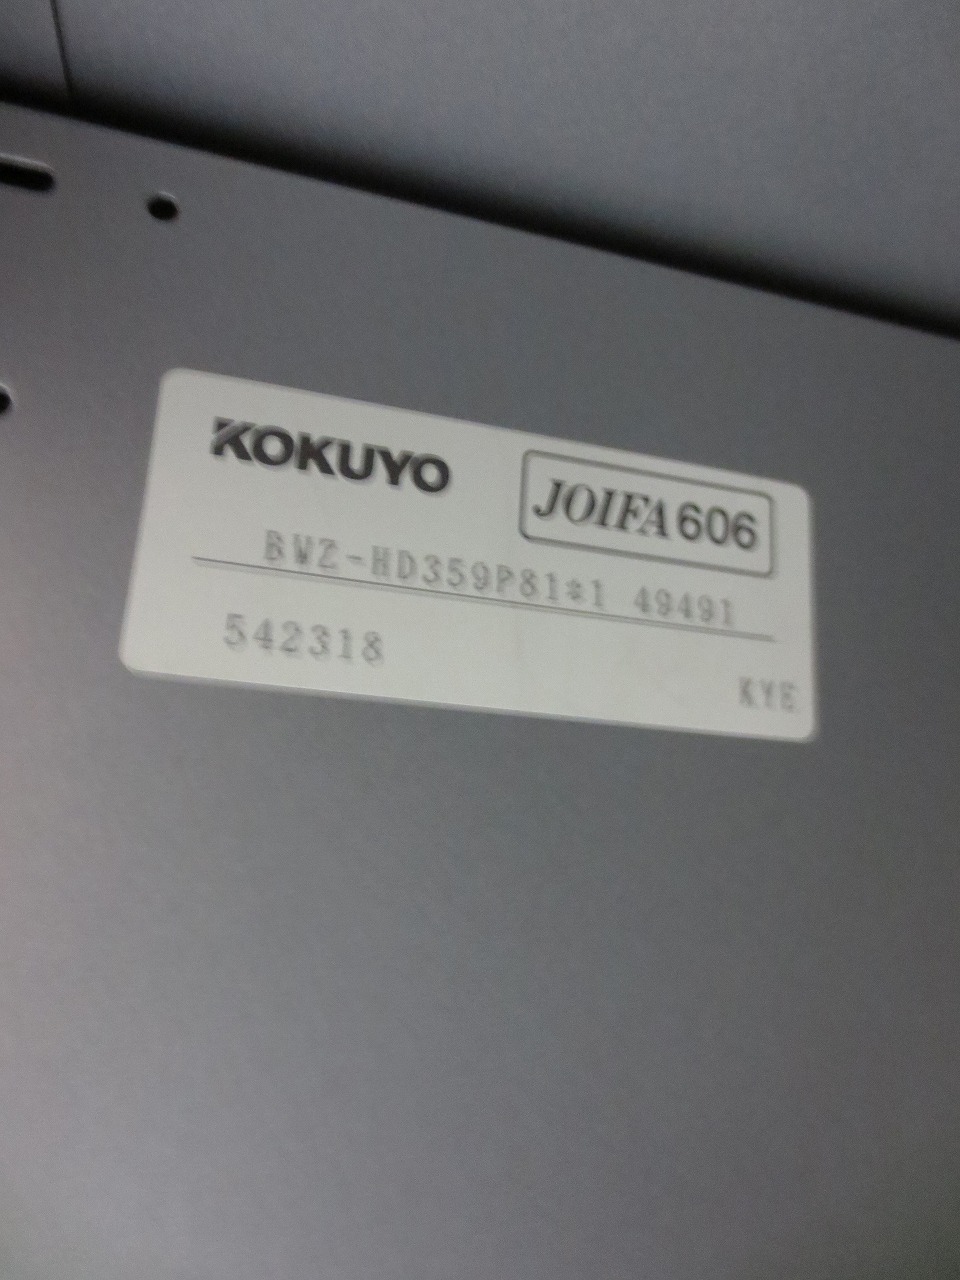 KOKUYO
JOIFA606
BWZ-HD359P81*1 49491
542318
KYE